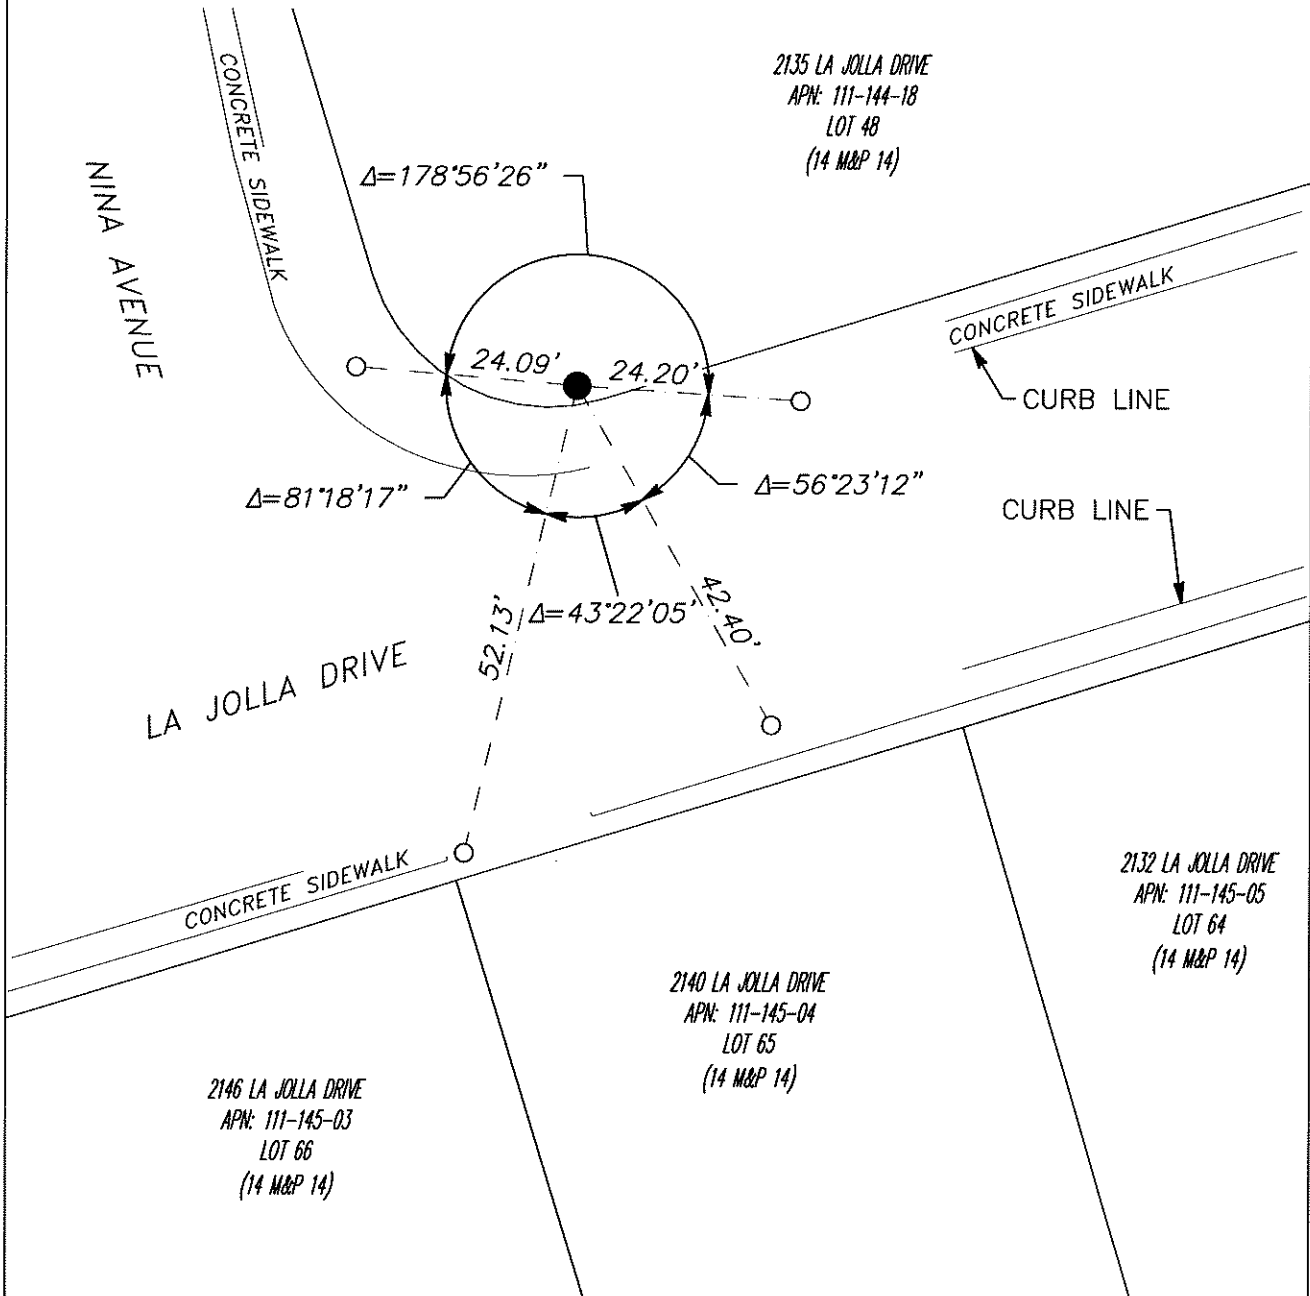 2135 LA JOLLA DRIVE
APN: 111-144-18
LOT 48
(14 M&P 14)
CONCRETE SIDEWALK
NINA AVENUE
Δ=178°56'26"
CONCRETE SIDEWALK
24.09'
24.20'
CURB LINE
Δ=81°18'17"
Δ=56°23'12"
CURB LINE
Δ=43°22'05"
52.13'
42.40'
LA JOLLA DRIVE
CONCRETE SIDEWALK
2132 LA JOLLA DRIVE
APN: 111-145-05
LOT 64
(14 M&P 14)
2140 LA JOLLA DRIVE
APN: 111-145-04
LOT 65
(14 M&P 14)
2146 LA JOLLA DRIVE
APN: 111-145-03
LOT 66
(14 M&P 14)